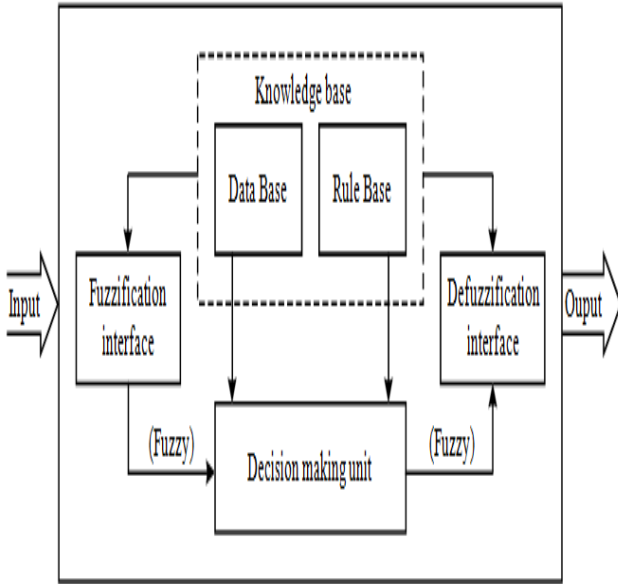 Knowledge base
Data Base
Rule Base
Input
Fuzzification
interface
Defuzzification
interface
Ouput
(Fuzzy)
Decision making unit
(Fuzzy)